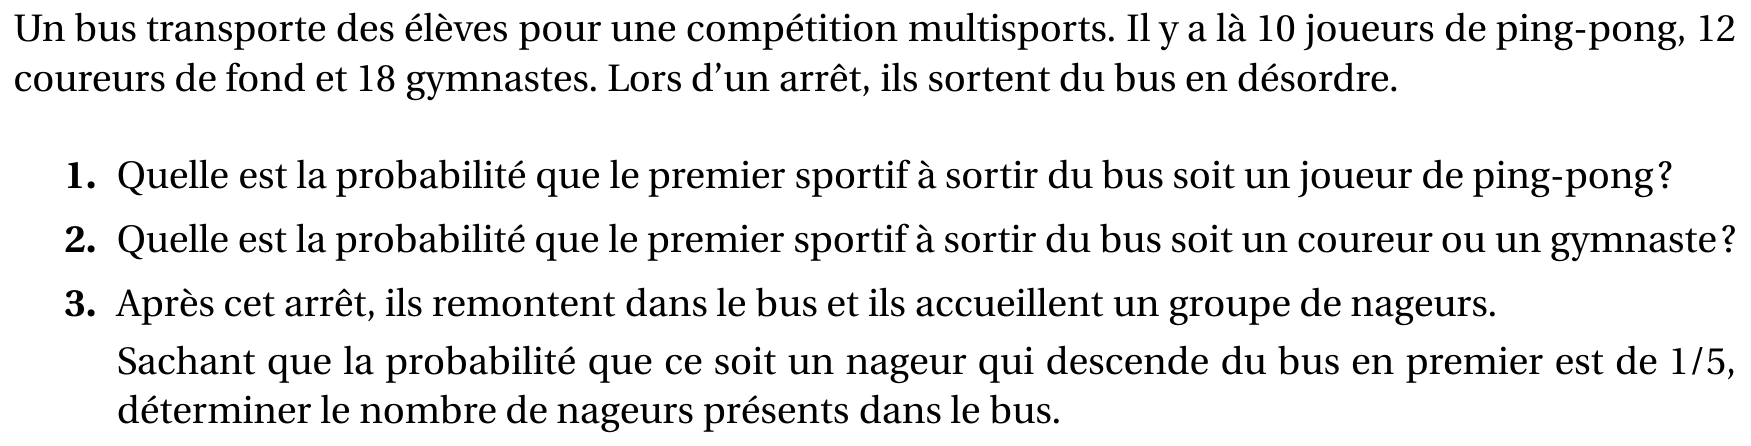 Un bus transporte des élèves pour une compétition multisports. Il y a là 10 joueurs de ping-pong, 12
coureurs de fond et 18 gymnastes. Lors d’un arrêt, ils sortent du bus en désordre.
1. Quelle est la probabilité que le premier sportif à sortir du bus soit un joueur de ping-pong?
2. Quelle est la probabilité que le premier sportif à sortir du bus soit un coureur ou un gymnaste?
3. Après cet arrêt, ils remontent dans le bus et ils accueillent un groupe de nageurs.
Sachant que la probabilité que ce soit un nageur qui descende du bus en premier est de 1/5,
déterminer le nombre de nageurs présents dans le bus.